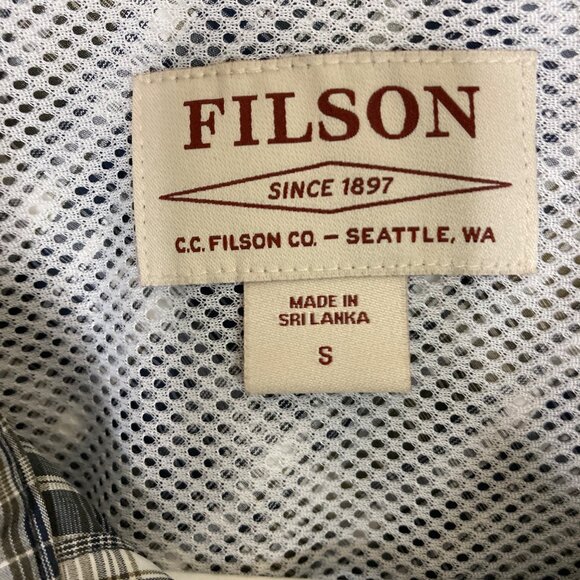 FILSON
SINCE 1897
C.C. FILSON CO. – SEATTLE, WA
MADE IN
SRI LANKA
S